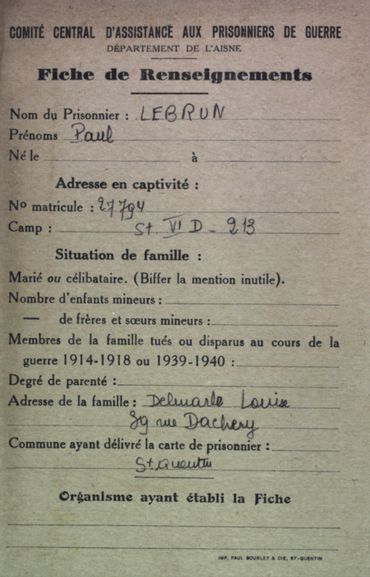 COMITÉ CENTRAL D'ASSISTANCE AUX PRISONNIERS DE GUERRE
DÉPARTEMENT DE L'AISNE
Fiche de Renseignements
Nom du Prisonnier : LEBRUN
Prénoms Paul
Né le à
Adresse en captivité :
No matricule : 27794
Camp : St. VI D - 213
Situation de famille :
Marié ou célibataire. (Biffer la mention inutile).
Nombre d'enfants mineurs :
— de frères et sœurs mineurs :
Membres de la famille tués ou disparus au cours de la
guerre 1914-1918 ou 1939-1940 :
Degré de parenté :
Adresse de la famille : Delmarle Louise
39 rue Dachery
Commune ayant délivré la carte de prisonnier :
St Quentin
Organisme ayant établi la Fiche
IMP. PAUL BOURLEY & CIE, ST-QUENTIN